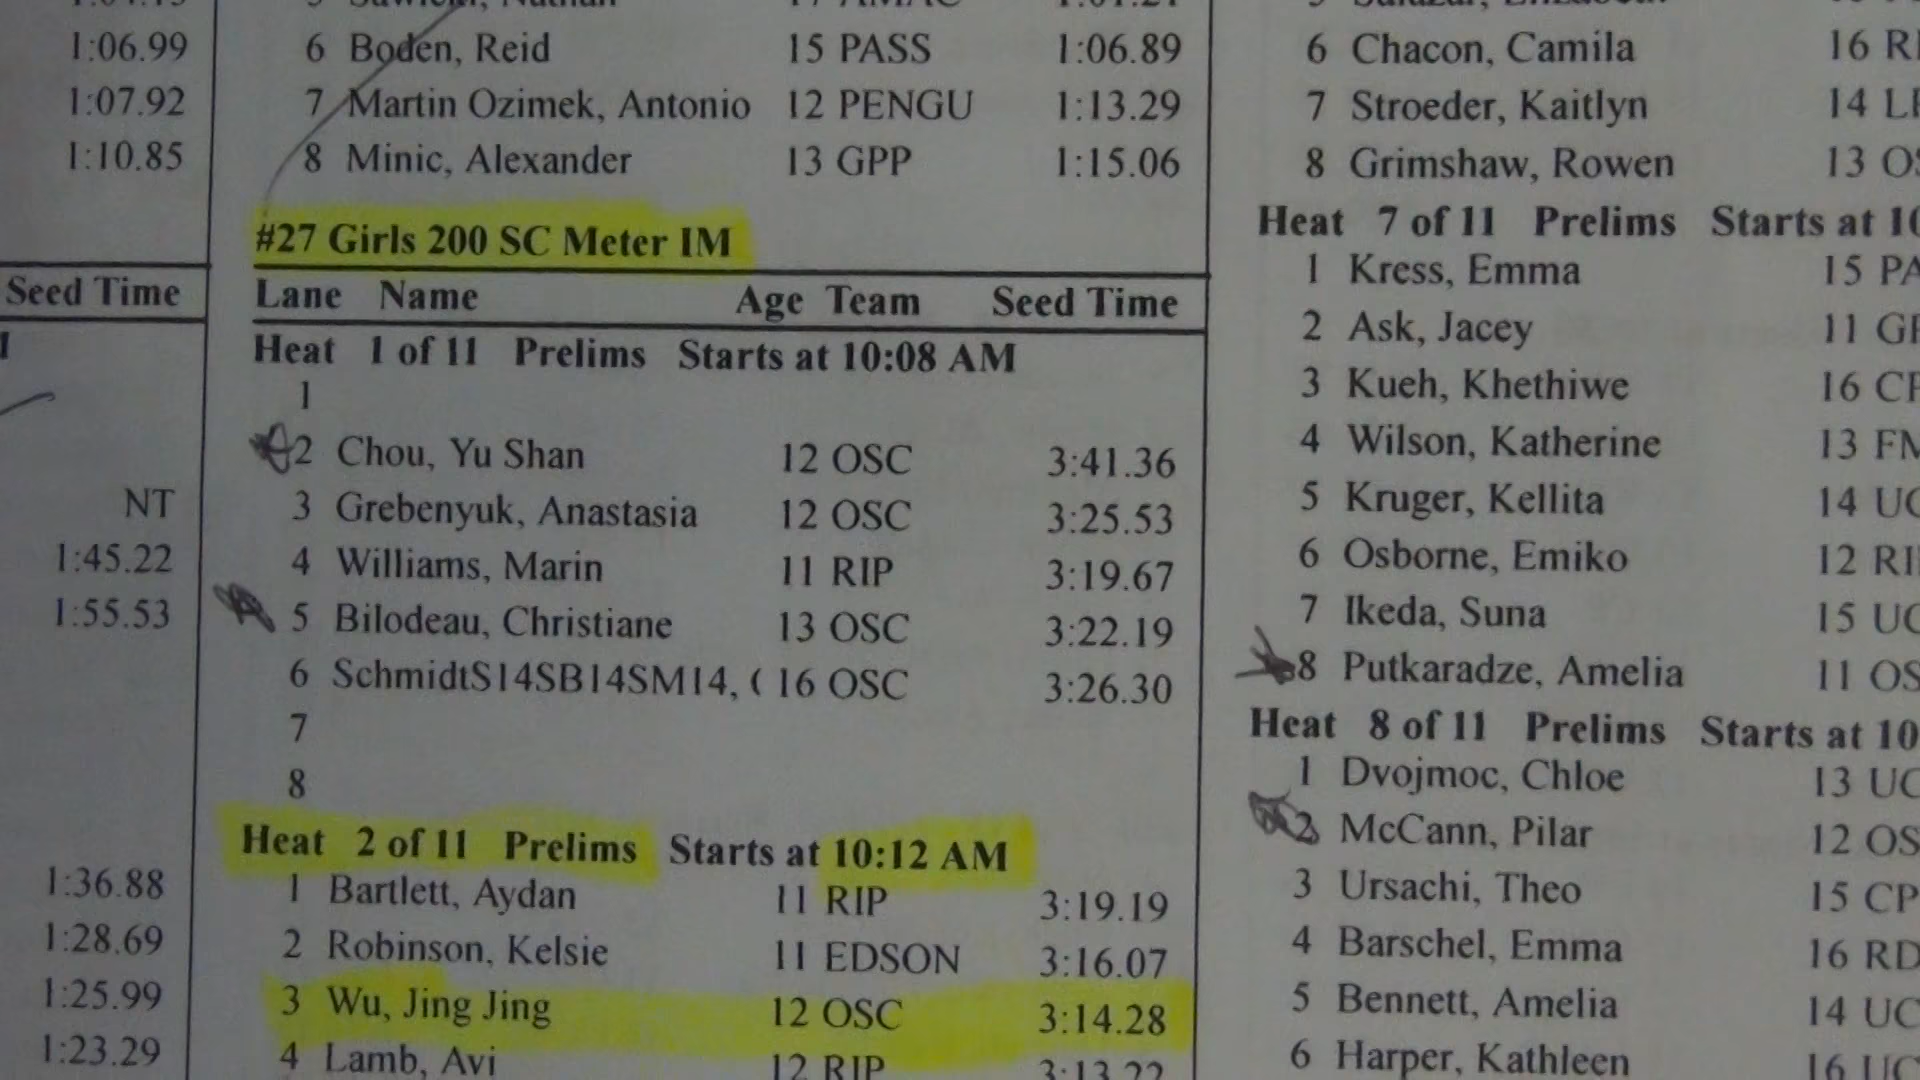 1:06.99
1:07.92
1:10.85
Seed Time
NT
1:45.22
1:55.53
1:36.88
1:28.69
1:25.99
1:23.29
6 Boden, Reid 15 PASS 1:06.89
7 Martin Ozimek, Antonio 12 PENGU 1:13.29
8 Minic, Alexander 13 GPP 1:15.06
#27 Girls 200 SC Meter IM
Lane Name Age Team Seed Time
Heat 1 of 11 Prelims Starts at 10:08 AM
1
2 Chou, Yu Shan 12 OSC 3:41.36
3 Grebenyuk, Anastasia 12 OSC 3:25.53
4 Williams, Marin 11 RIP 3:19.67
5 Bilodeau, Christiane 13 OSC 3:22.19
6 SchmidtS14SB14SM14, ( 16 OSC 3:26.30
7
8
Heat 2 of 11 Prelims Starts at 10:12 AM
1 Bartlett, Aydan 11 RIP 3:19.19
2 Robinson, Kelsie 11 EDSON 3:16.07
3 Wu, Jing Jing 12 OSC 3:14.28
4 Lamb, Avi 12 RIP 3:13.22
6 Chacon, Camila 16
7 Stroeder, Kaitlyn 14
8 Grimshaw, Rowen 13
Heat 7 of 11 Prelims Starts at
1 Kress, Emma 15
2 Ask, Jacey 11
3 Kueh, Khethiwe 16
4 Wilson, Katherine 13
5 Kruger, Kellita 14
6 Osborne, Emiko 12
7 Ikeda, Suna 15
8 Putkaradze, Amelia 11
Heat 8 of 11 Prelims Starts at 10
1 Dvojmoc, Chloe 13
2 McCann, Pilar 12
3 Ursachi, Theo 15
4 Barschel, Emma 16
5 Bennett, Amelia 14
6 Harper, Kathleen 16